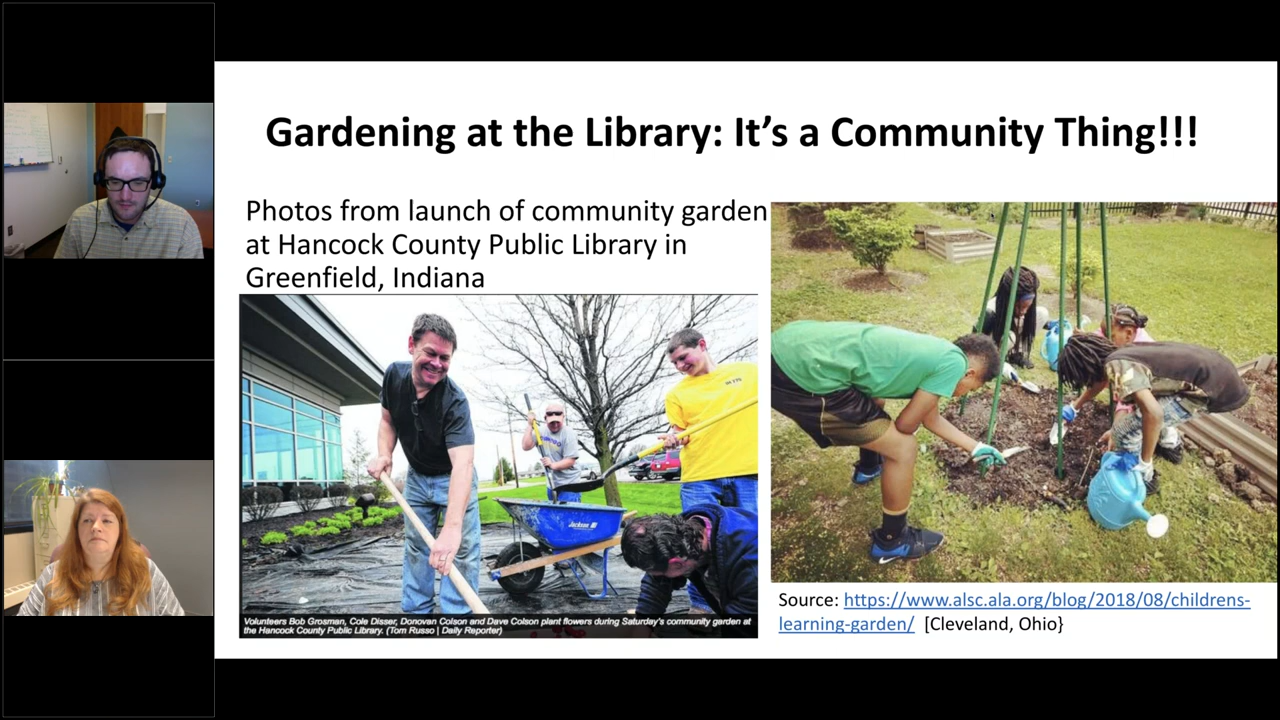 Gardening at the Library: It's a Community Thing!!!
Photos from launch of community garden
at Hancock County Public Library in
Greenfield, Indiana
Jackson
Volunteers Bob Grosman, Cole Disser, Donovan Colson and Dave Colson plant flowers during Saturday's community garden at
the Hancock County Public Library. (Tom Russo | Daily Reporter)
Source: https://www.alsc.ala.org/blog/2018/08/childrens-
learning-garden/ [Cleveland, Ohio}